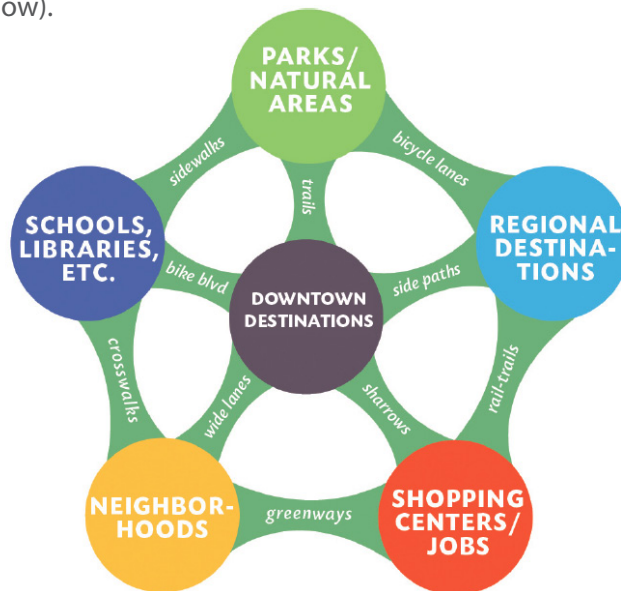 ow).
PARKS/
NATURAL
AREAS
sidewalks
bicycle lanes
trails
SCHOOLS,
LIBRARIES,
ETC.
REGIONAL
DESTINA-
TIONS
bike blvd
side paths
DOWNTOWN
DESTINATIONS
crosswalks
wide lanes
sharrows
rail-trails
NEIGHBOR-
HOODS
greenways
SHOPPING
CENTERS/
JOBS